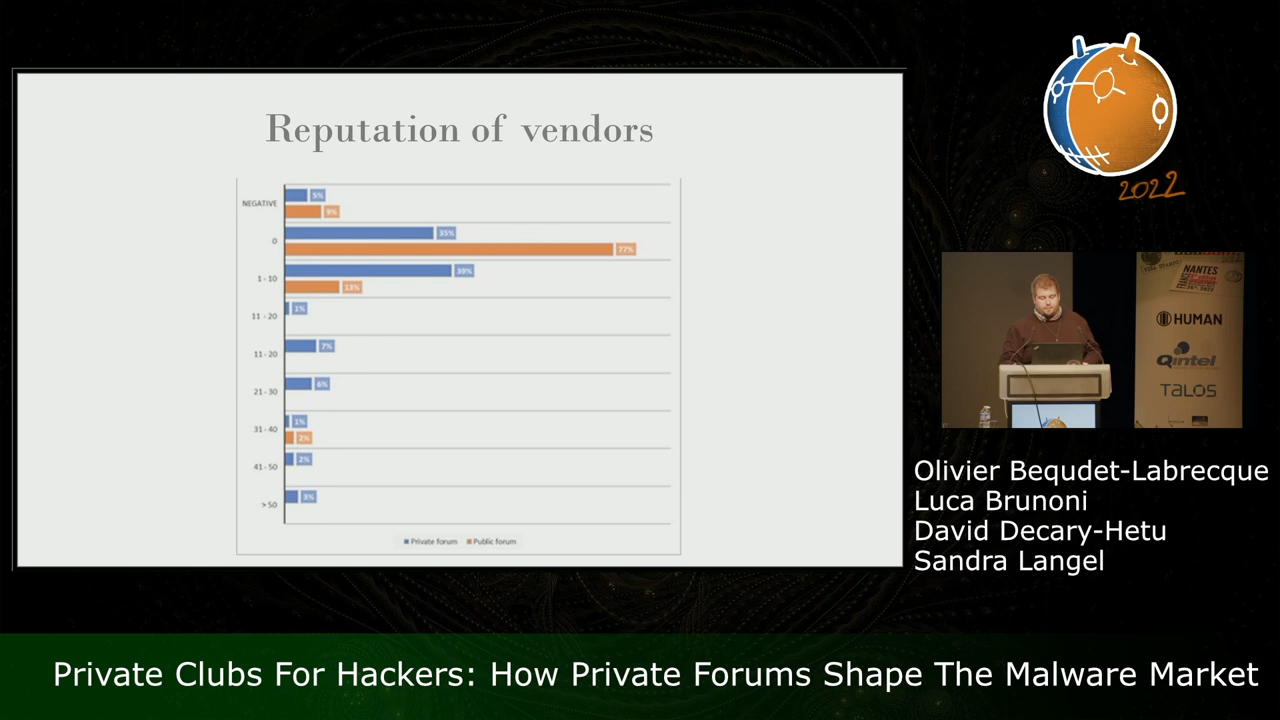 Reputation of vendors
NEGATIVE
5%
9%
0
35%
77%
1 - 10
39%
13%
11 - 20
1%
11 - 20
7%
21 - 30
6%
31 - 40
1%
2%
41 - 50
2%
> 50
3%
Private forum
Public forum
2022
NANTES
HUMAN
Qintel
TALOS
Olivier Bequdet-Labrecque
Luca Brunoni
David Decary-Hetu
Sandra Langel
Private Clubs For Hackers: How Private Forums Shape The Malware Market